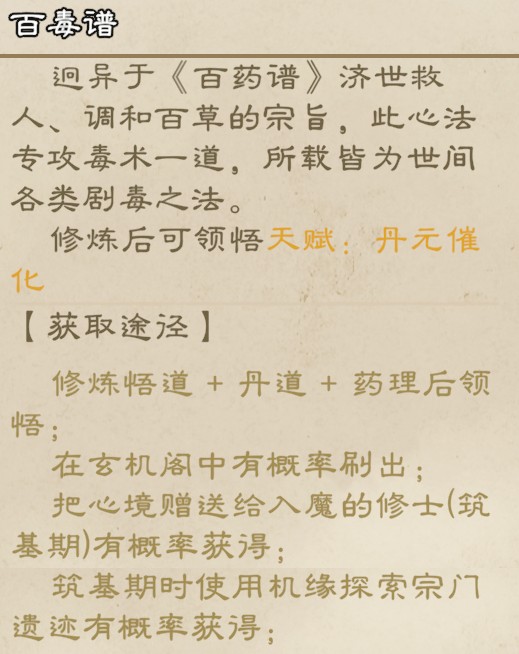 百毒谱
迥异于《百药谱》济世救
人、调和百草的宗旨，此心法
专攻毒术一道，所载皆为世间
各类剧毒之法。
修炼后可领悟天赋：丹元催
化
【获取途径】
修炼悟道 + 丹道 + 药理后领
悟；
在玄机阁中有概率刷出；
把心境赠送给入魔的修士(筑
基期)有概率获得；
筑基期时使用机缘探索宗门
遗迹有概率获得；